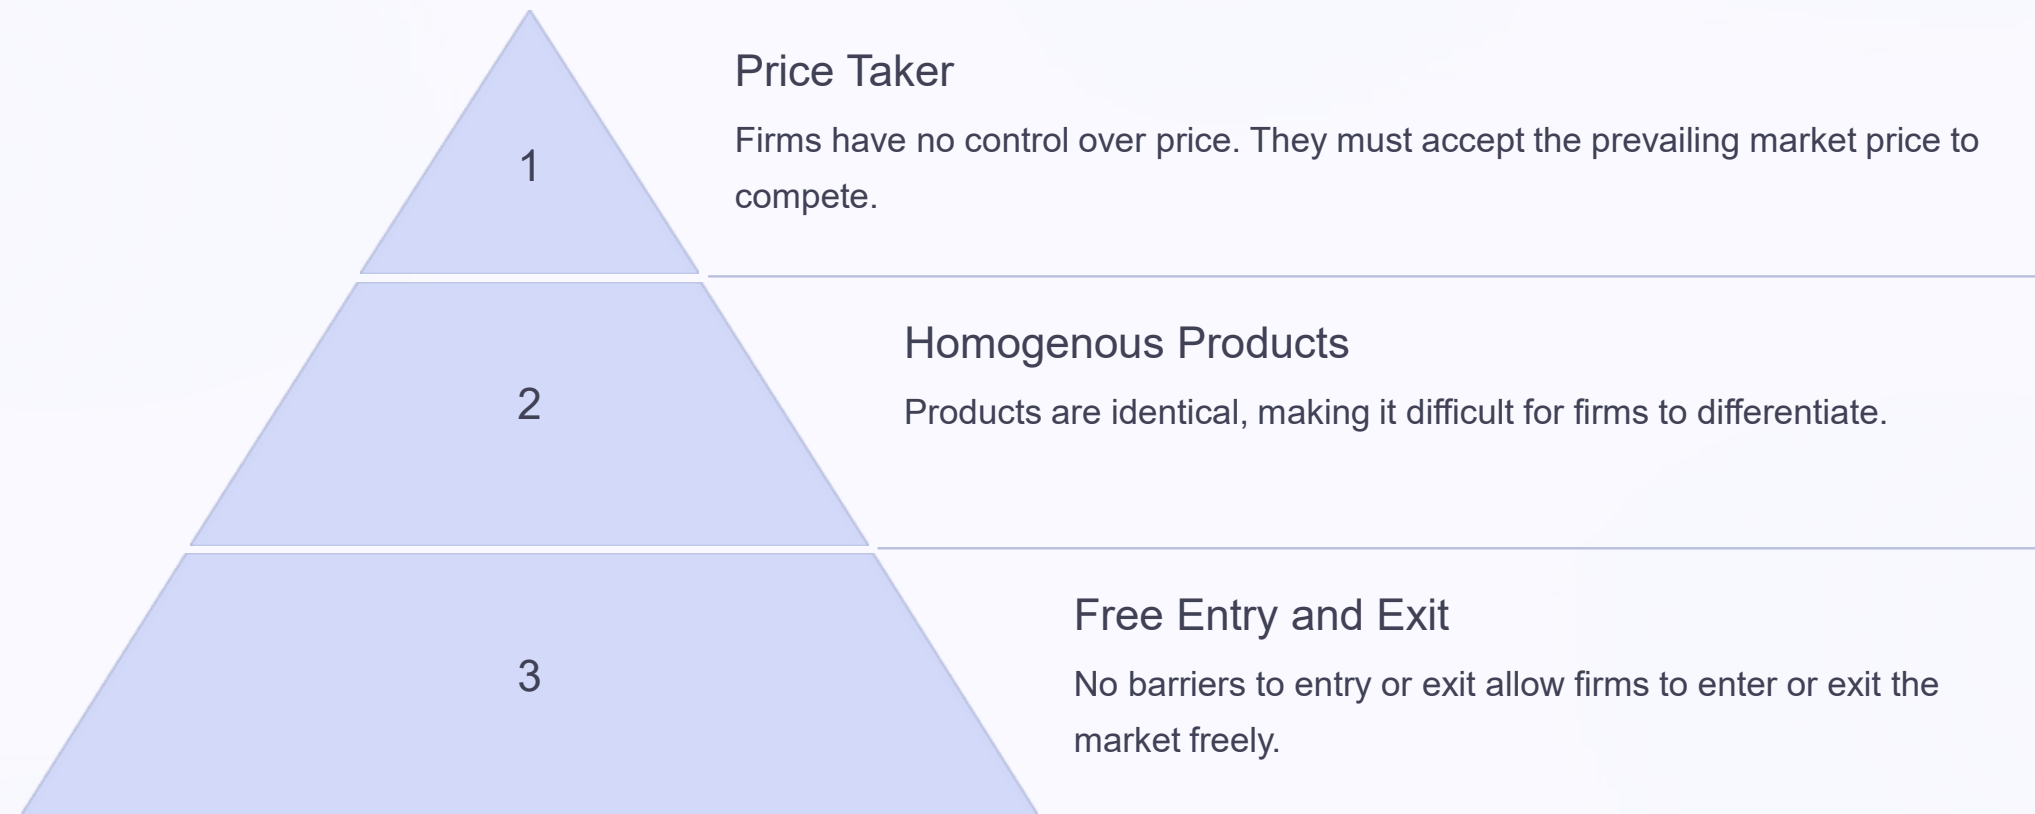 1
Price Taker
Firms have no control over price. They must accept the prevailing market price to
compete.
2
Homogenous Products
Products are identical, making it difficult for firms to differentiate.
3
Free Entry and Exit
No barriers to entry or exit allow firms to enter or exit the
market freely.